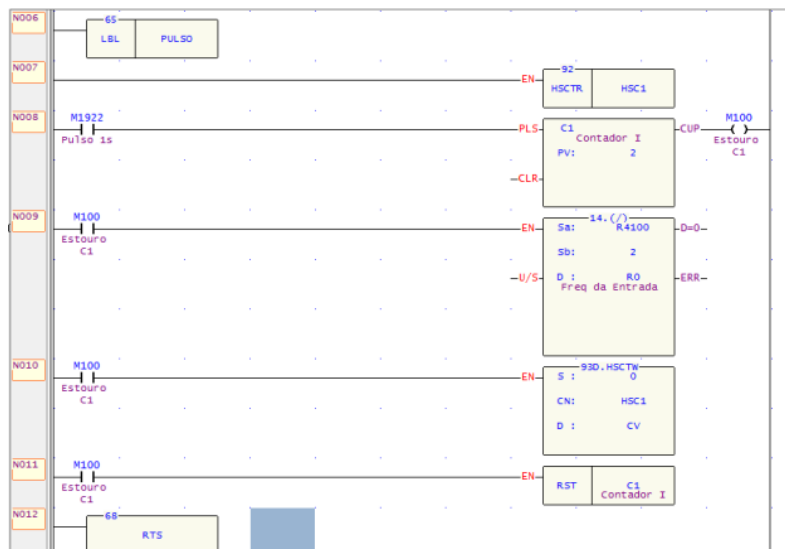 N006
65
LBL PULSO
N007
92
EN
HSCTR HSC1
N008
M1922
Pulso 1s
PLS
C1
Contador I
PV: 2
CLR
CUP
M100
Estouro
C1
N009
M100
Estouro
C1
14.(/)
EN
Sa: R4100
D=0
Sb: 2
U/S
D : R0
Freq da Entrada
ERR
N010
M100
Estouro
C1
93D.HSCTW
EN
S : 0
CN: HSC1
D : CV
N011
M100
Estouro
C1
EN
RST C1
Contador I
N012
68
RTS